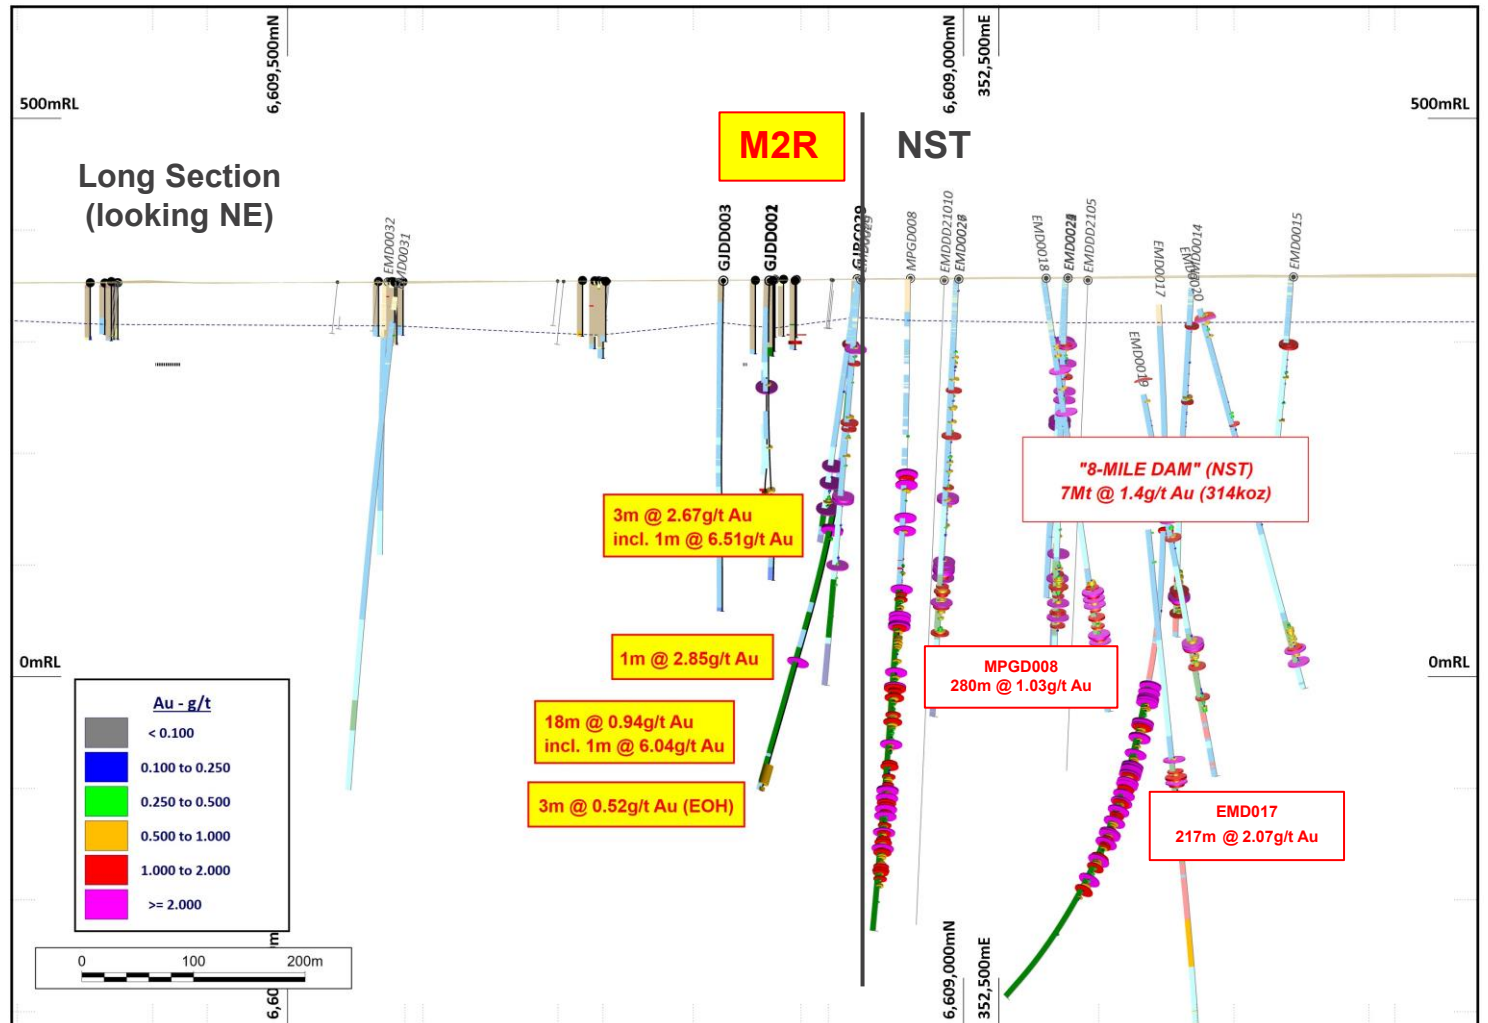 6,609,500mN
6,609,000mN
352,500mE
500mRL
500mRL
M2R
NST
Long Section
(looking NE)
EMD0032
GJDD003
MPGD008
EMDDD21010
EMD0018
EMDDD2105
EMD0017
EMD0014
EMD0015
EMD0019
"8-MILE DAM" (NST)
7Mt @ 1.4g/t Au (314koz)
3m @ 2.67g/t Au
incl. 1m @ 6.51g/t Au
1m @ 2.85g/t Au
MPGD008
280m @ 1.03g/t Au
0mRL
0mRL
18m @ 0.94g/t Au
incl. 1m @ 6.04g/t Au
3m @ 0.52g/t Au (EOH)
EMD017
217m @ 2.07g/t Au
Au - g/t
< 0.100
0.100 to 0.250
0.250 to 0.500
0.500 to 1.000
1.000 to 2.000
>= 2.000
0 100 200m
6,609,000mN
352,500mE